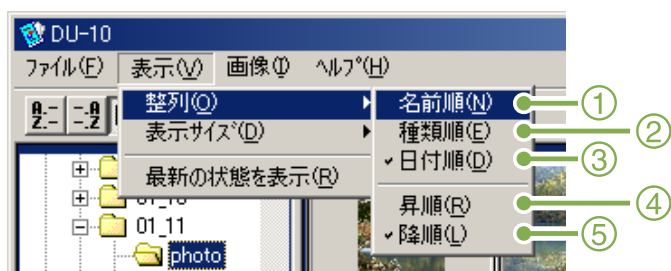 DU-10
ファイル(F) 表示(V) 画像(I) ヘルプ(H)
整列(O)
表示サイズ(D)
最新の状態を表示(R)
名前順(N)
種類順(E)
日付順(D)
昇順(R)
降順(L)
①
②
③
④
⑤
A.- Z.-
-.A -.Z
01_11
photo